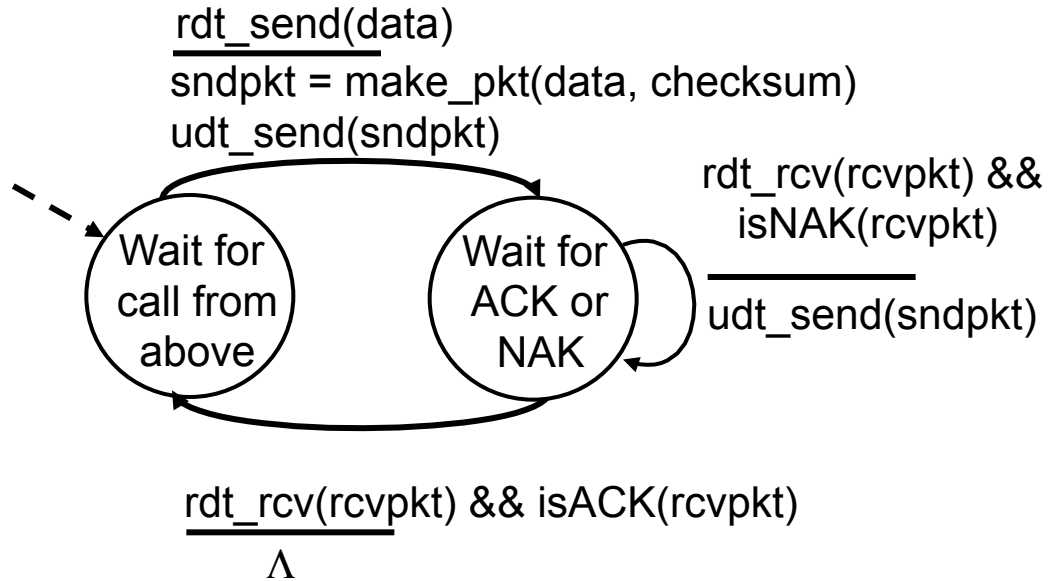 rdt_send(data)
sndpkt = make_pkt(data, checksum)
udt_send(sndpkt)
rdt_rcv(rcvpkt) &&
isNAK(rcvpkt)
udt_send(sndpkt)
Wait for
call from
above
Wait for
ACK or
NAK
rdt_rcv(rcvpkt) && isACK(rcvpkt)
Λ